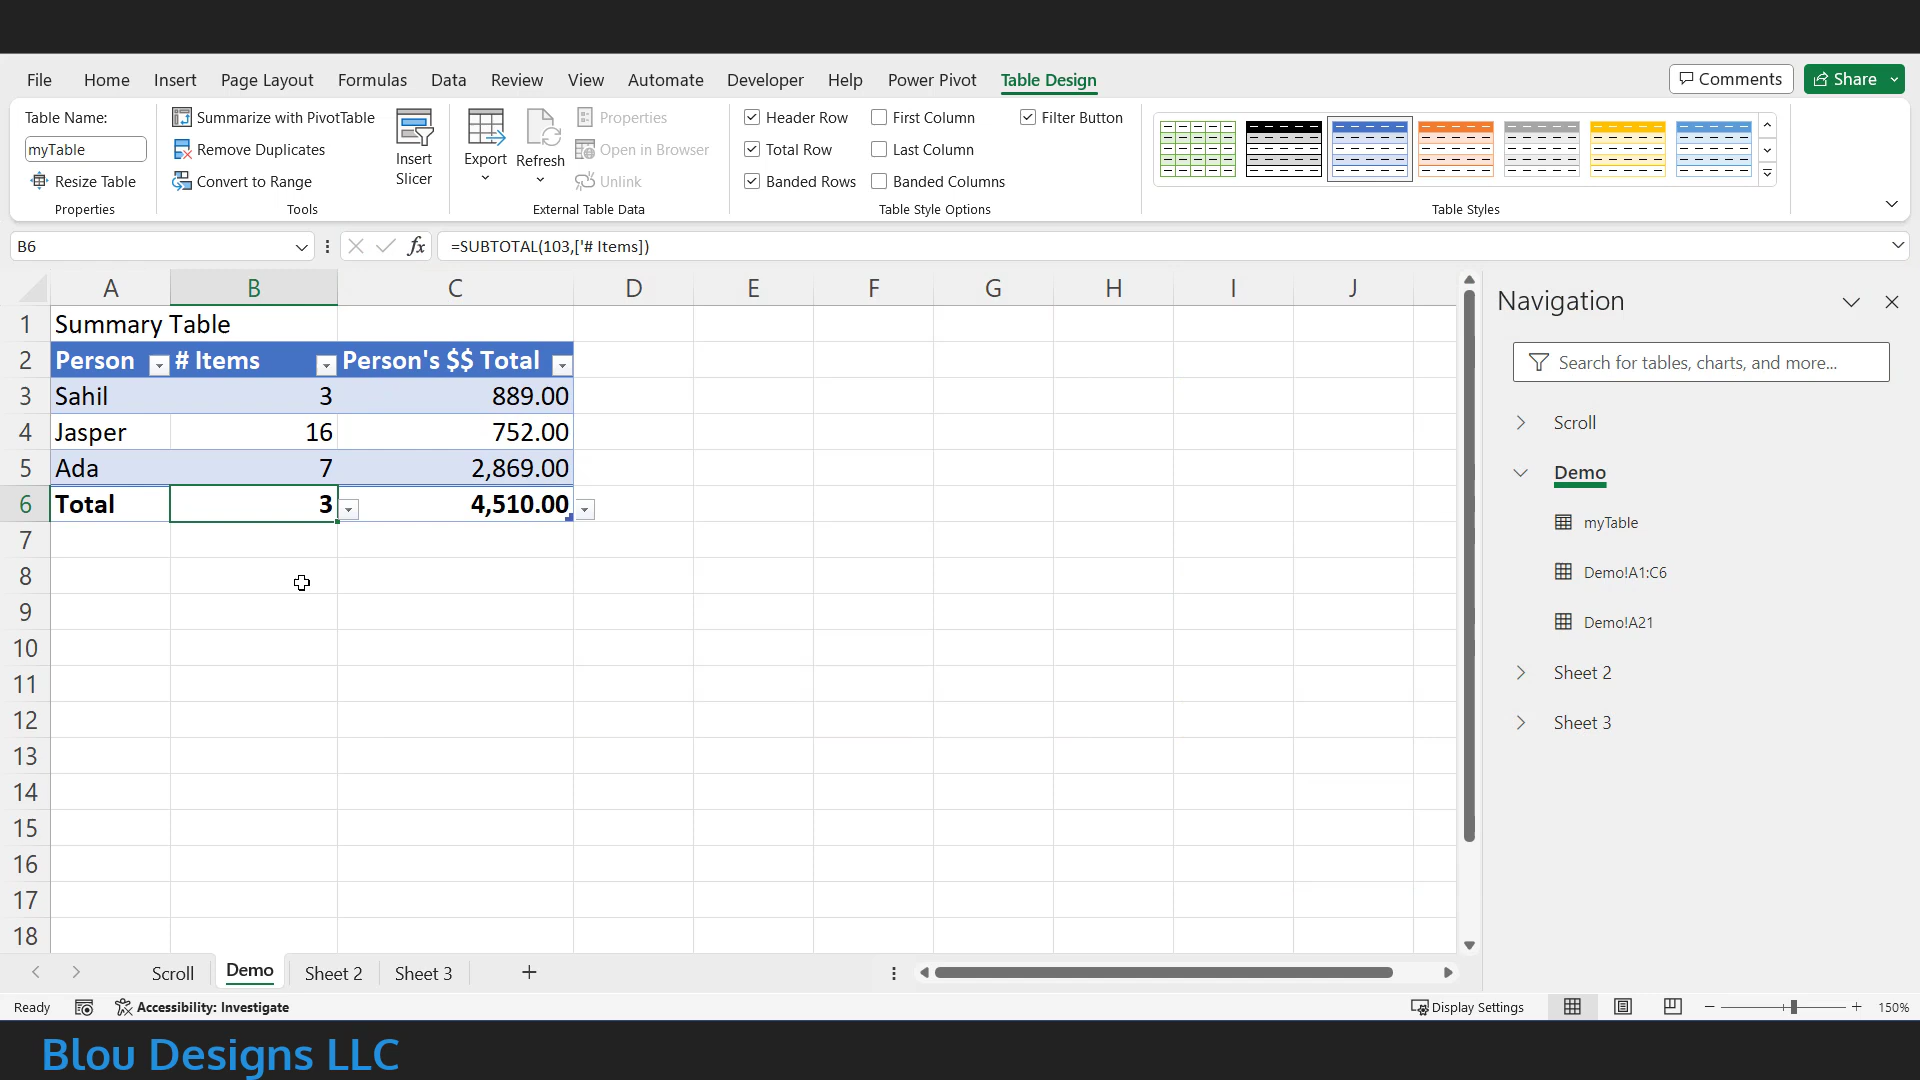 File Home Insert Page Layout Formulas Data Review View Automate Developer Help Power Pivot Table Design Comments Share
Table Name:
myTable
Resize Table
Properties
Summarize with PivotTable
Remove Duplicates
Convert to Range
Tools
Insert
Slicer
Export
Refresh
Properties
Open in Browser
Unlink
External Table Data
Header Row First Column Filter Button
Total Row Last Column
Banded Rows Banded Columns
Table Style Options
Table Styles
B6 fx =SUBTOTAL(103,['# Items])
A B C D E F G H I J
1 Summary Table
2 Person # Items Person's $$ Total
3 Sahil 3 889.00
4 Jasper 16 752.00
5 Ada 7 2,869.00
6 Total 3 4,510.00
7
8
9
10
11
12
13
14
15
16
17
18
Navigation
Search for tables, charts, and more...
Scroll
Demo
myTable
Demo!A1:C6
Demo!A21
Sheet 2
Sheet 3
Scroll Demo Sheet 2 Sheet 3
Ready Accessibility: Investigate Display Settings 150%
Blou Designs LLC